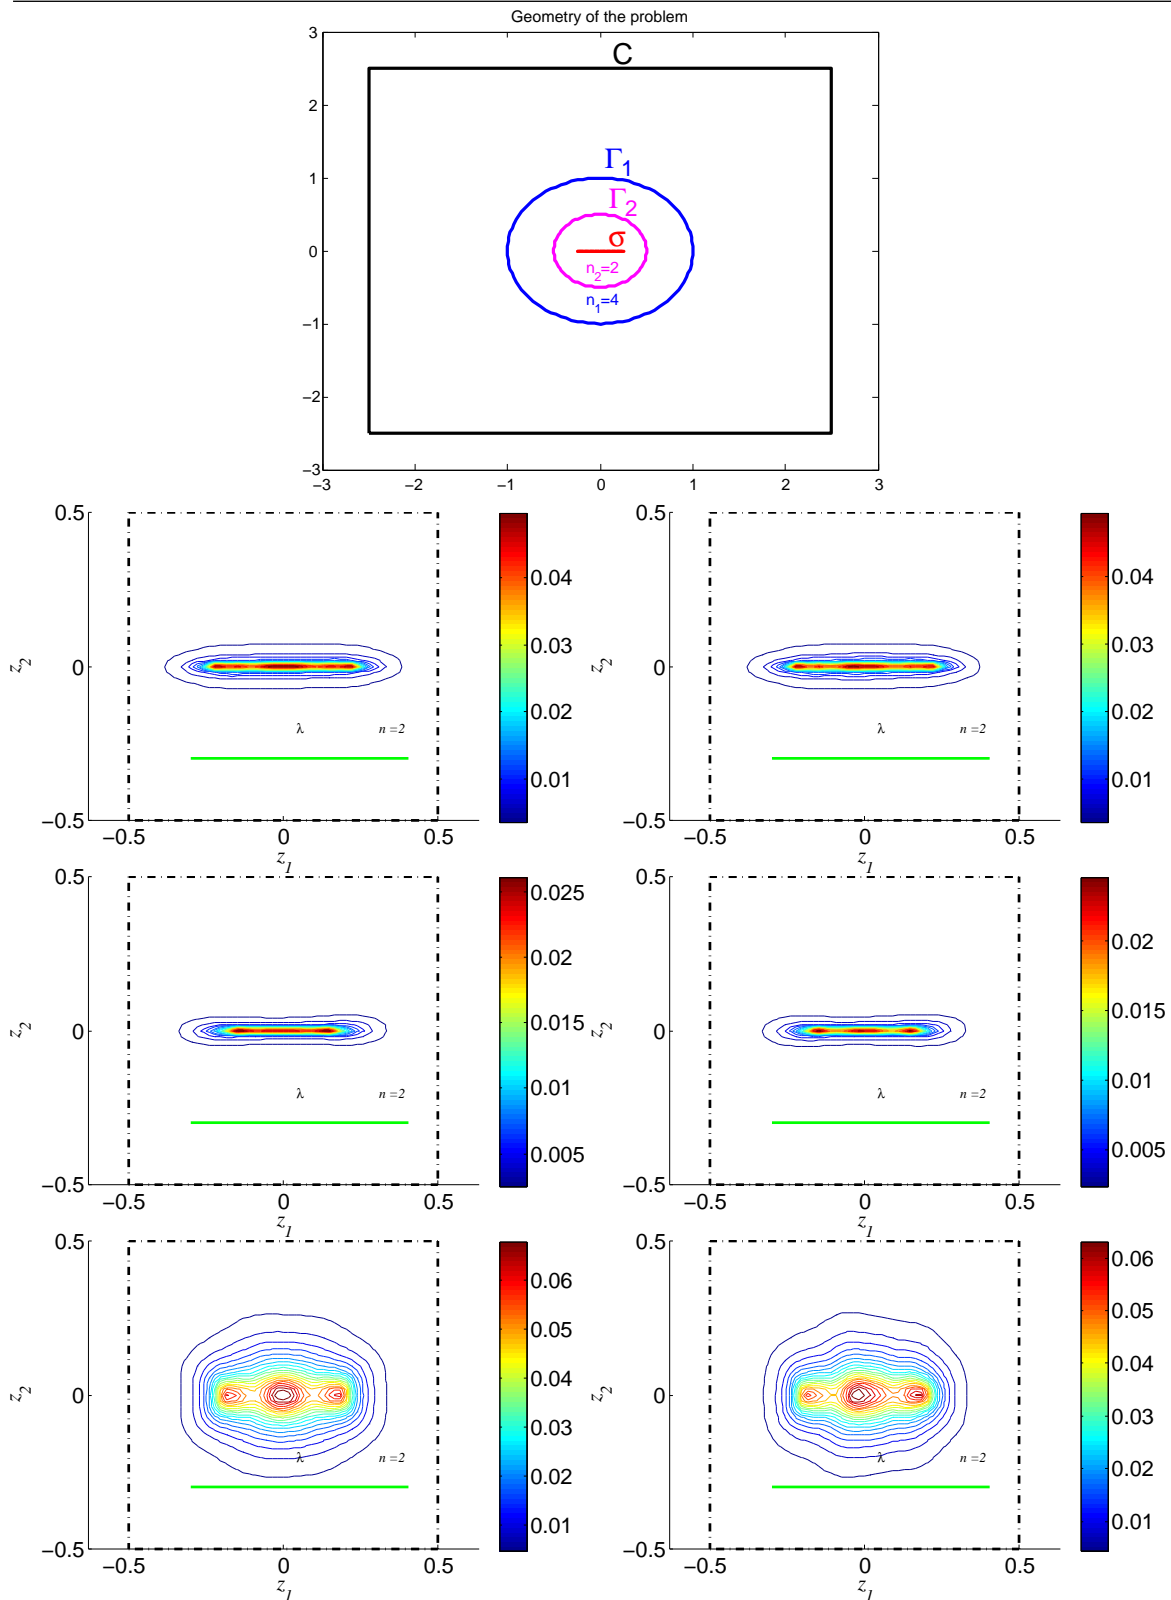 Geometry of the problem
3
2
1
0
−1
−2
−3
C
Γ1
Γ2
σ
n2=2
n1=4
−3 −2 −1 0 1 2 3
0.5
0
−0.5
z2
λ n=2
−0.5 0 0.5
z1
0.04
0.03
0.02
0.01
0.5
0
−0.5
z2
λ n=2
−0.5 0 0.5
z1
0.04
0.03
0.02
0.01
0.5
0
−0.5
z2
λ n=2
−0.5 0 0.5
z1
0.025
0.02
0.015
0.01
0.005
0.5
0
−0.5
z2
λ n=2
−0.5 0 0.5
z1
0.02
0.015
0.01
0.005
0.5
0
−0.5
z2
λ n=2
−0.5 0 0.5
z1
0.06
0.05
0.04
0.03
0.02
0.01
0.5
0
−0.5
z2
λ n=2
−0.5 0 0.5
z1
0.06
0.05
0.04
0.03
0.02
0.01